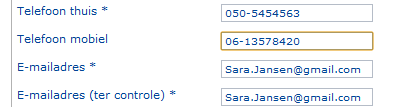 Telefoon thuis * 050-5454563
Telefoon mobiel 06-13578420
E-mailadres * Sara.Jansen@gmail.com
E-mailadres (ter controle) * Sara.Jansen@gmail.com